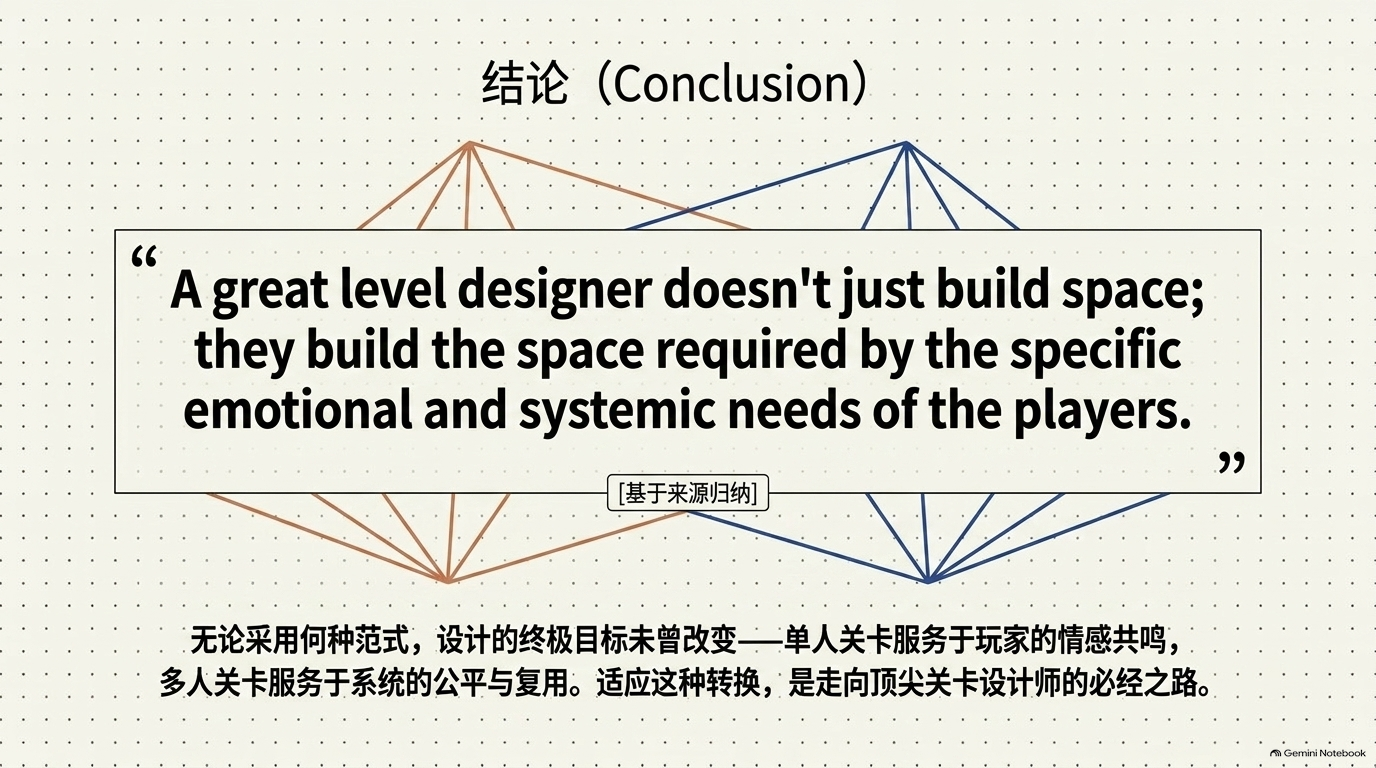 结论（Conclusion）
“ A great level designer doesn't just build space;
they build the space required by the specific
emotional and systemic needs of the players. ”
[基于来源归纳]
无论采用何种范式，设计的终极目标未曾改变——单人关卡服务于玩家的情感共鸣，
多人关卡服务于系统的公平与复用。适应这种转换，是走向顶尖关卡设计师的必经之路。
Gemini Notebook